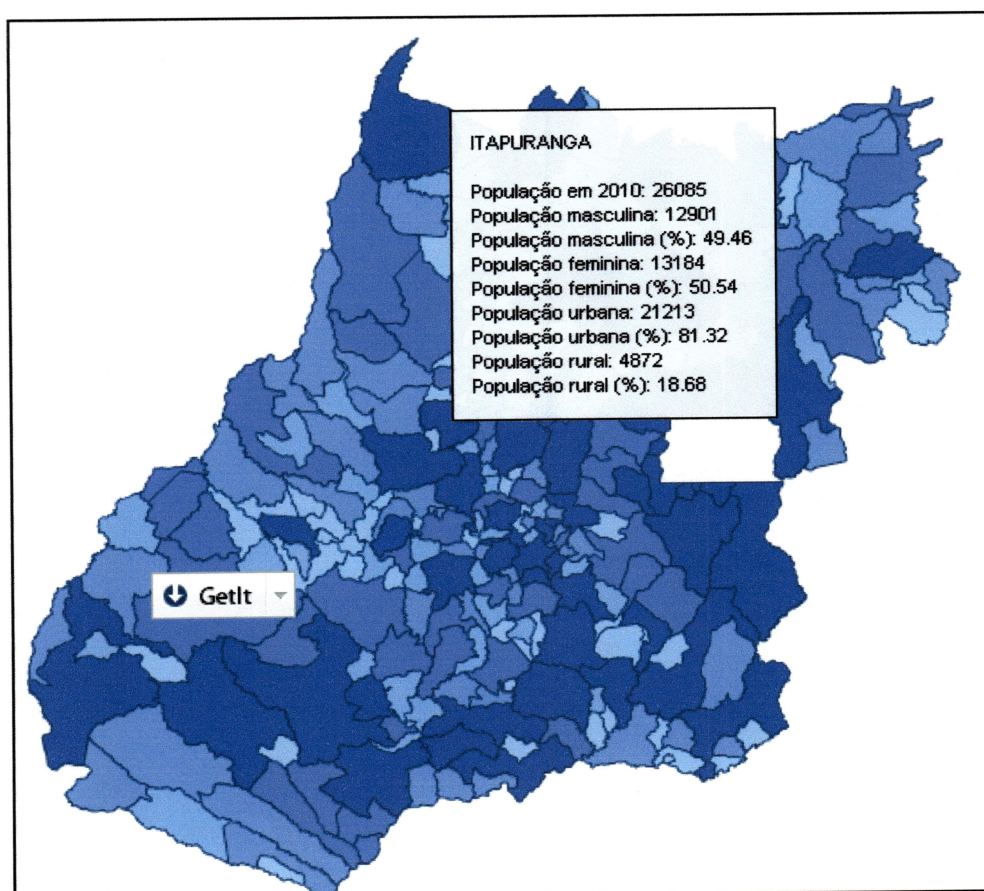 ITAPURANGA
População em 2010: 26085
População masculina: 12901
População masculina (%): 49.46
População feminina: 13184
População feminina (%): 50.54
População urbana: 21213
População urbana (%): 81.32
População rural: 4872
População rural (%): 18.68
GetIt